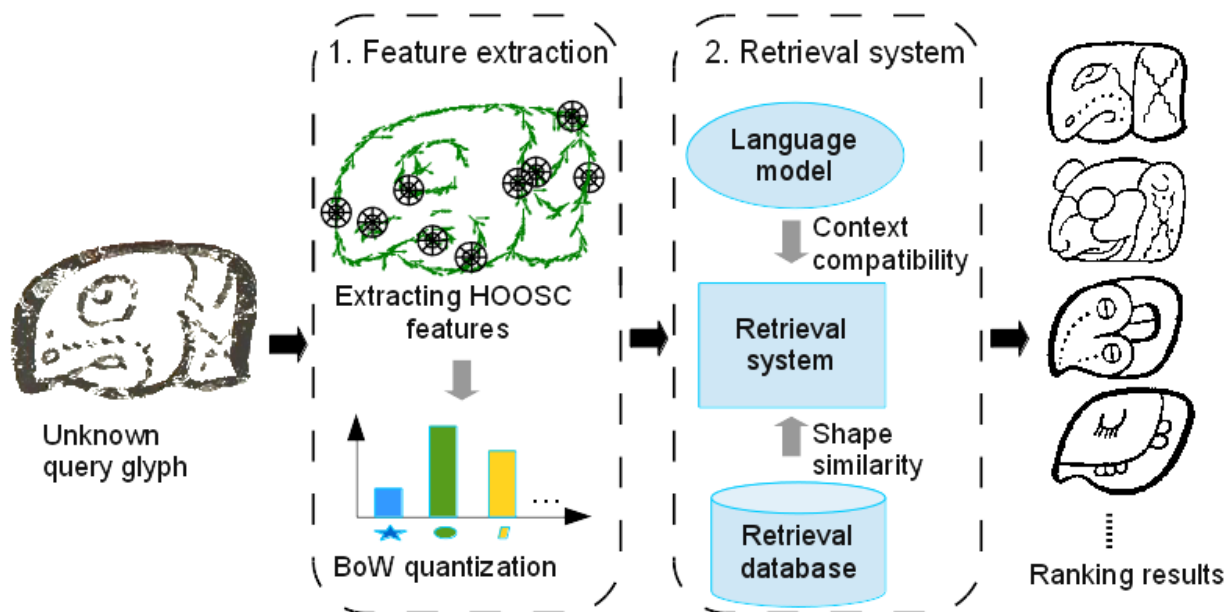 Unknown
query glyph
1. Feature extraction
Extracting HOOSC
features
...
BoW quantization
2. Retrieval system
Language
model
Context
compatibility
Retrieval
system
Shape
similarity
Retrieval
database
Ranking results